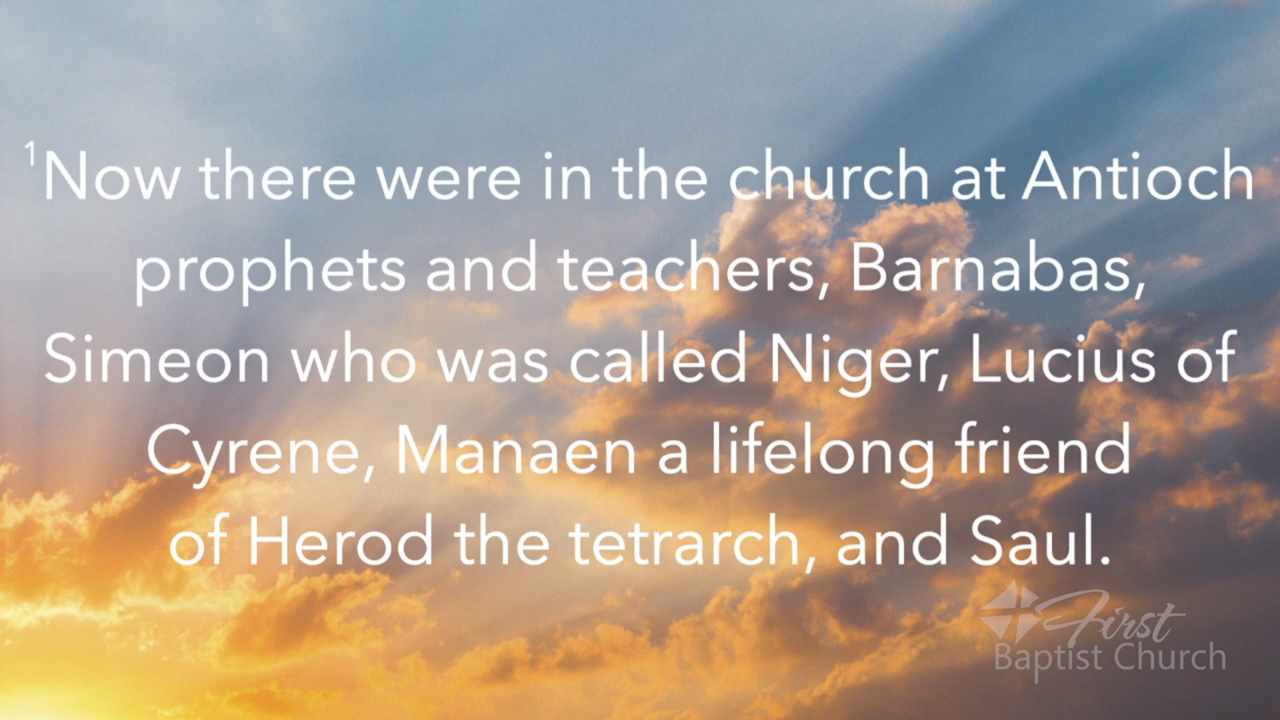 ¹Now there were in the church at Antioch
prophets and teachers, Barnabas,
Simeon who was called Niger, Lucius of
Cyrene, Manaen a lifelong friend
of Herod the tetrarch, and Saul.
First
Baptist Church